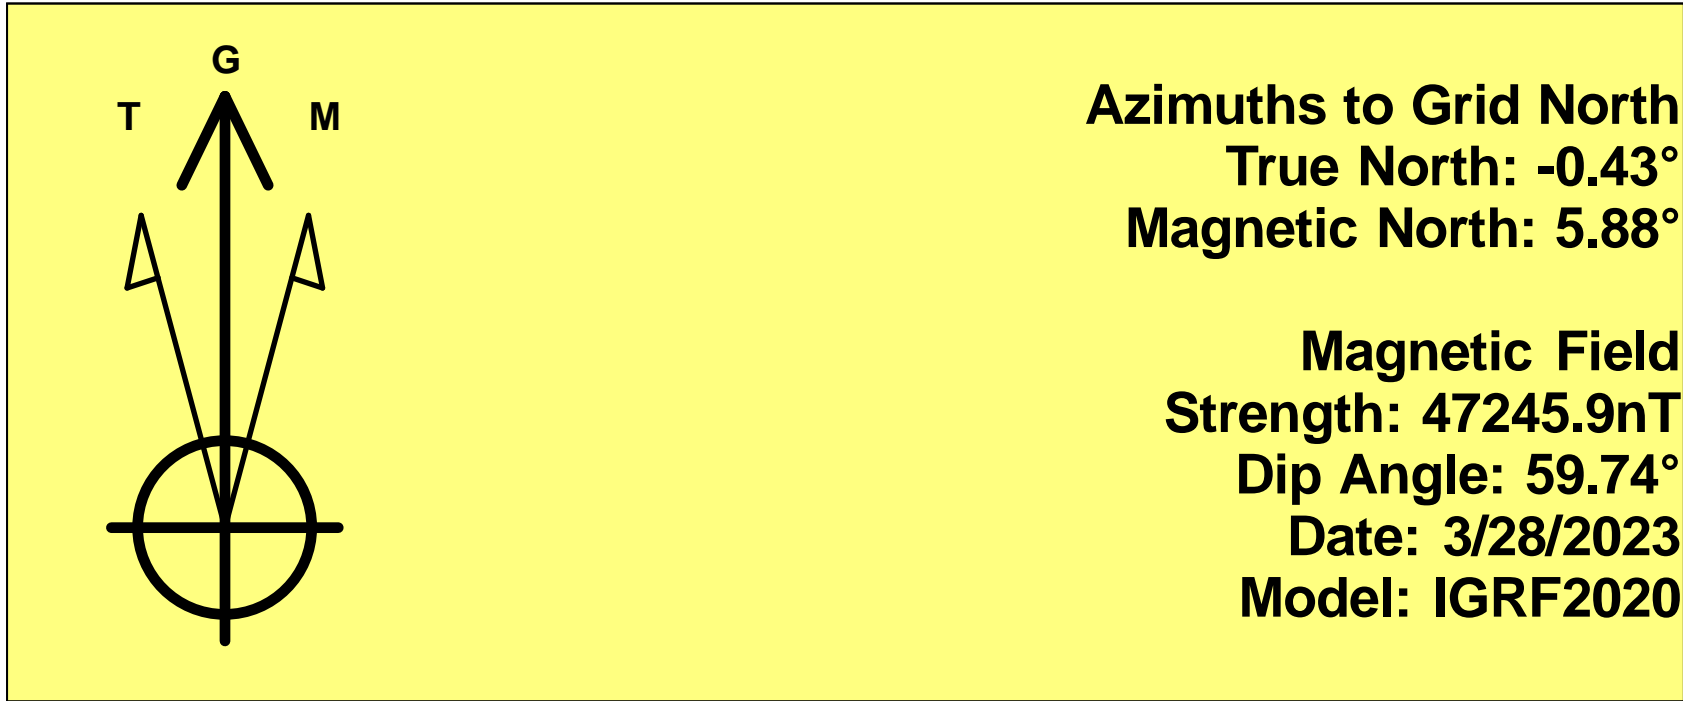 G
T M
Azimuths to Grid North
True North: -0.43°
Magnetic North: 5.88°
Magnetic Field
Strength: 47245.9nT
Dip Angle: 59.74°
Date: 3/28/2023
Model: IGRF2020